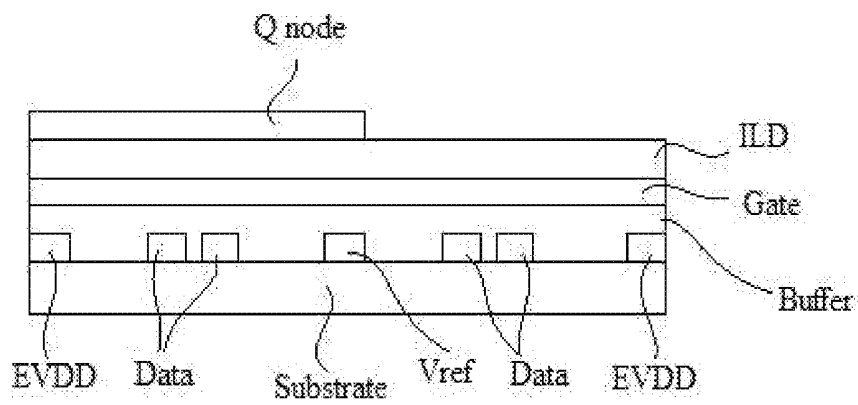 Q node
ILD
Gate
Buffer
EVDD
Data
Substrate
Vref
Data
EVDD